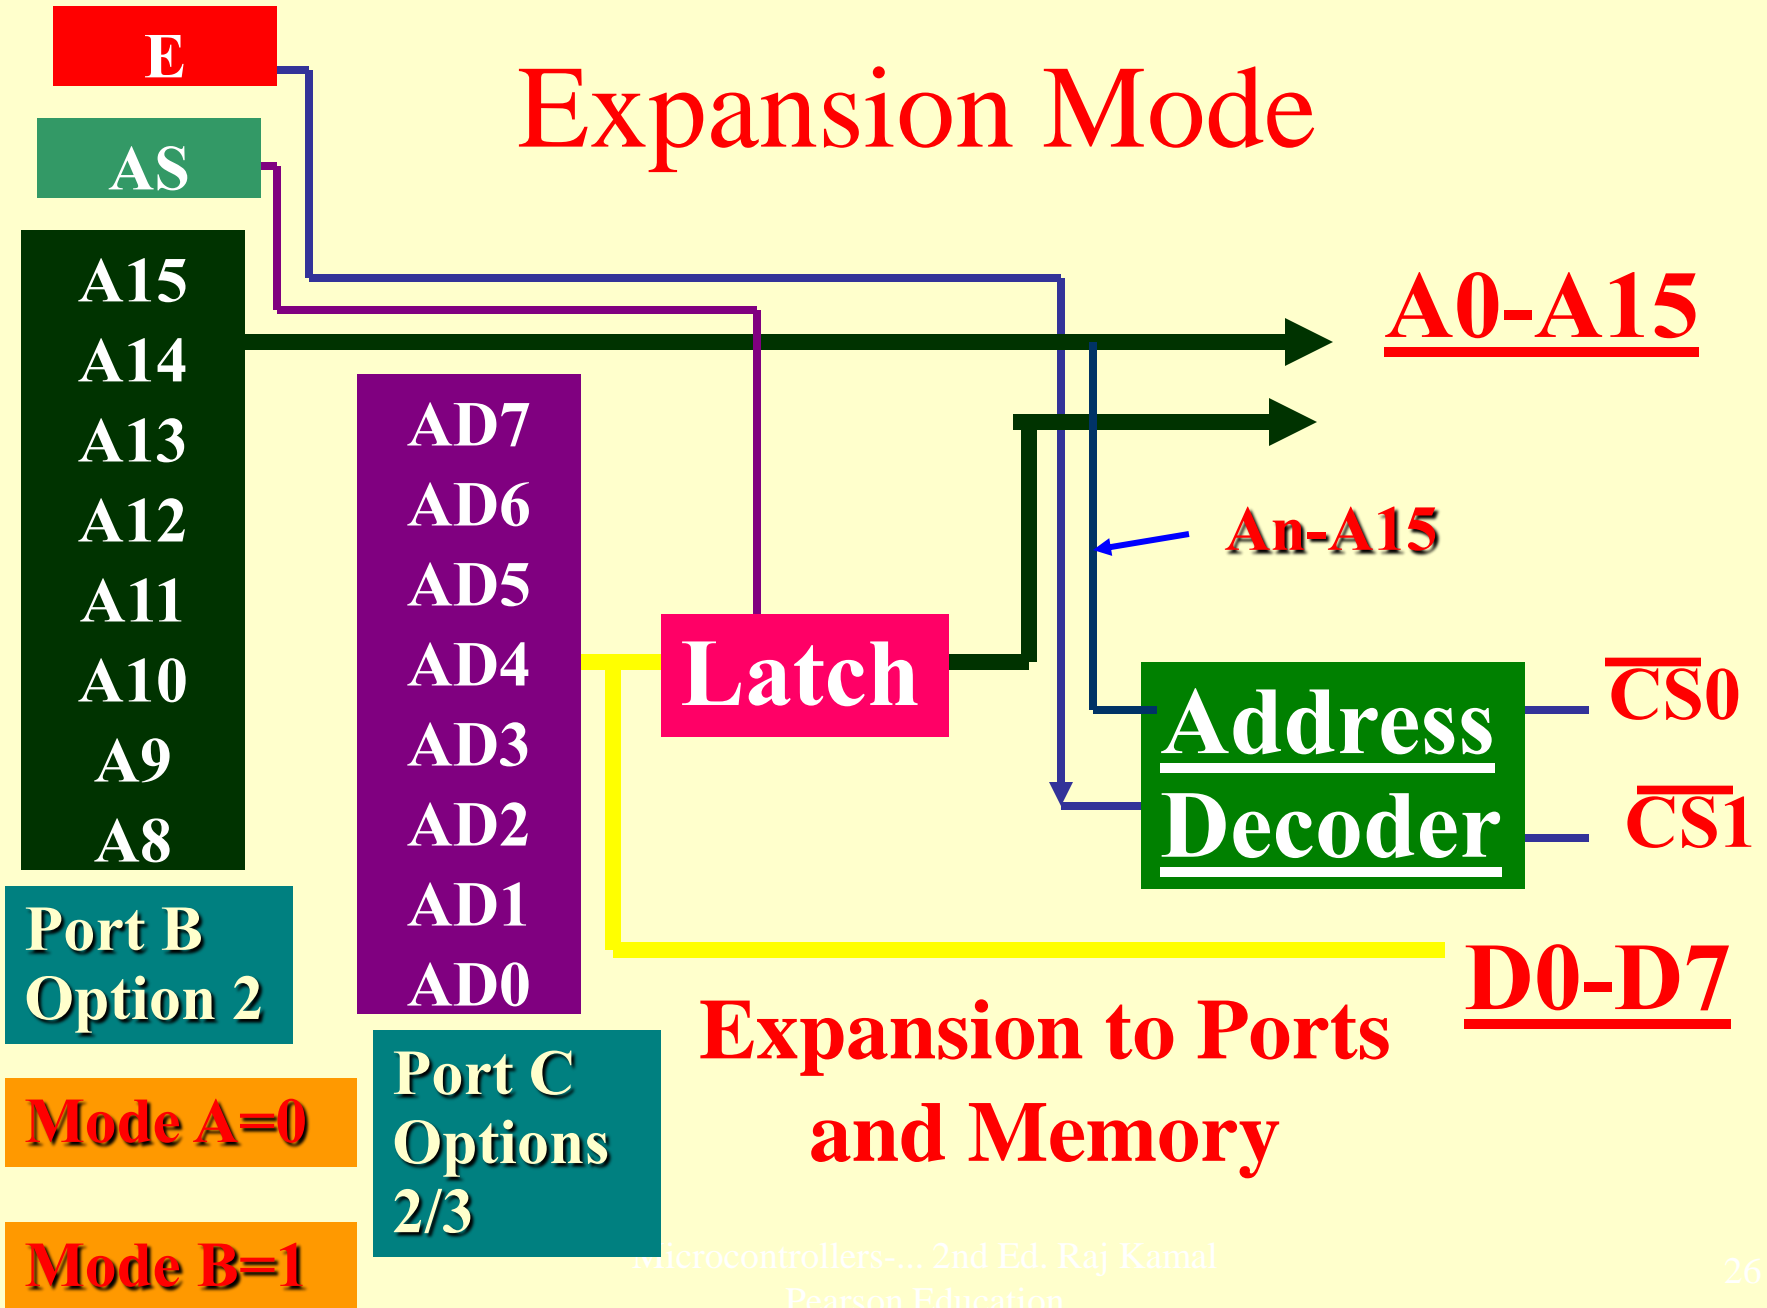 E
Expansion Mode
AS
A15
A14
A13
A12
A11
A10
A9
A8
AD7
AD6
AD5
AD4
AD3
AD2
AD1
AD0
A0-A15
An-A15
Latch
Address
Decoder
CS0
CS1
D0-D7
Port B
Option 2
Port C
Options
2/3
Mode A=0
Mode B=1
Expansion to Ports
and Memory
Microcontrollers-... 2nd Ed. Raj Kamal
Pearson Education
26